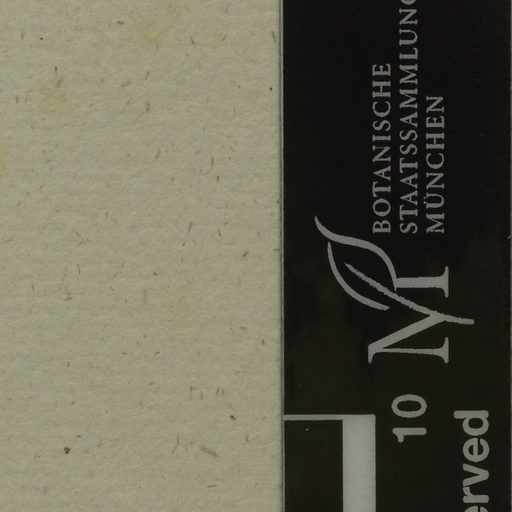 BOTANISCHE
STAATSSAMMLUNG
MÜNCHEN
M
10
erved